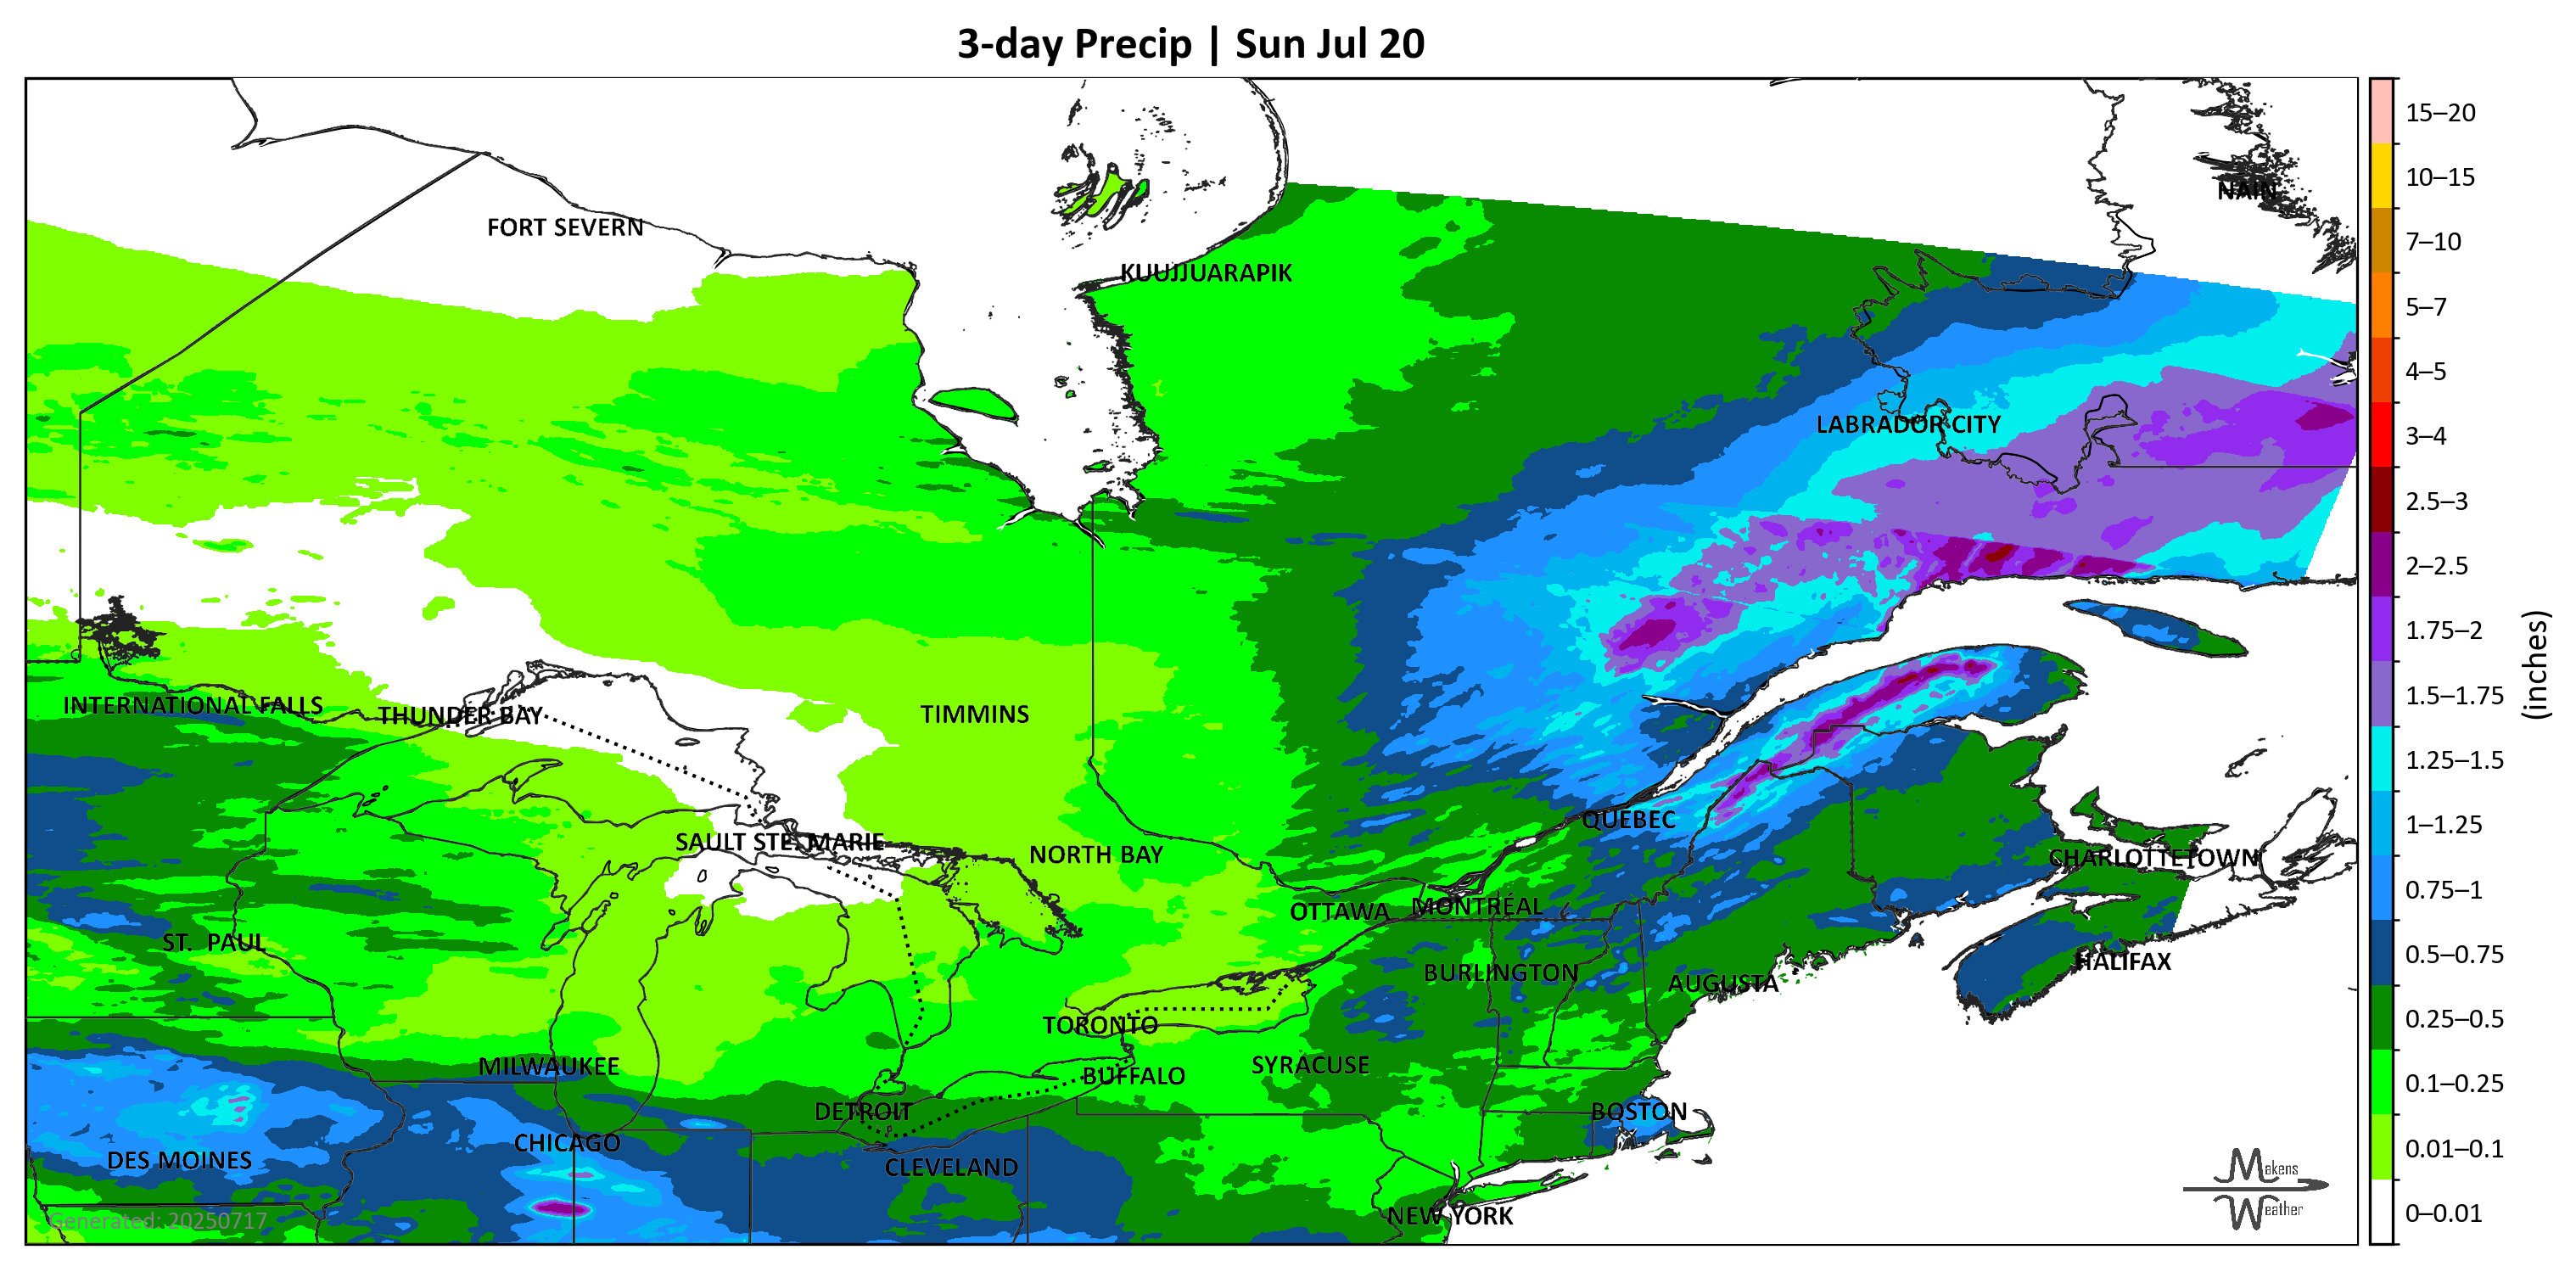 3-day Precip | Sun Jul 20
NAIN
FORT SEVERN
KUUJJUARAPIK
LABRADOR CITY
INTERNATIONAL FALLS
THUNDER BAY
TIMMINS
QUEBEC
SAULT STE. MARIE
NORTH BAY
CHARLOTTETOWN
OTTAWA
MONTRÉAL
ST. PAUL
HALIFAX
BURLINGTON
AUGUSTA
TORONTO
MILWAUKEE
SYRACUSE
BUFFALO
DETROIT
BOSTON
CHICAGO
DES MOINES
CLEVELAND
NEW YORK
Generated: 20250717
Makens
Weather
15–20
10–15
7–10
5–7
4–5
3–4
2.5–3
2–2.5
1.75–2
1.5–1.75
1.25–1.5
1–1.25
0.75–1
0.5–0.75
0.25–0.5
0.1–0.25
0.01–0.1
0–0.01
(inches)